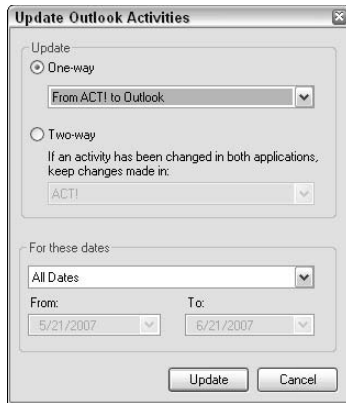 Update Outlook Activities
Update
One-way
From ACT! to Outlook
Two-way
If an activity has been changed in both applications,
keep changes made in:
ACT!
For these dates
All Dates
From: To:
5/21/2007 6/21/2007
Update Cancel